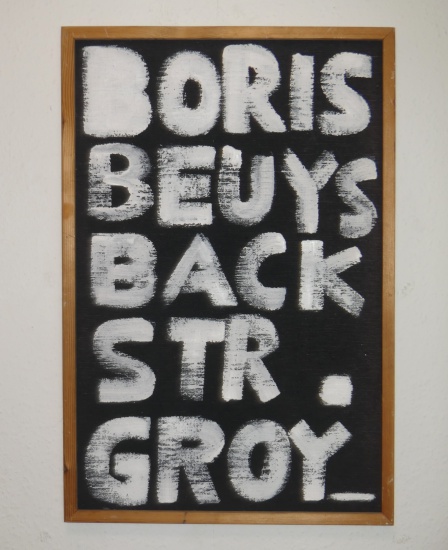 BORIS
BEUYS
BACK
STR.
GROY_